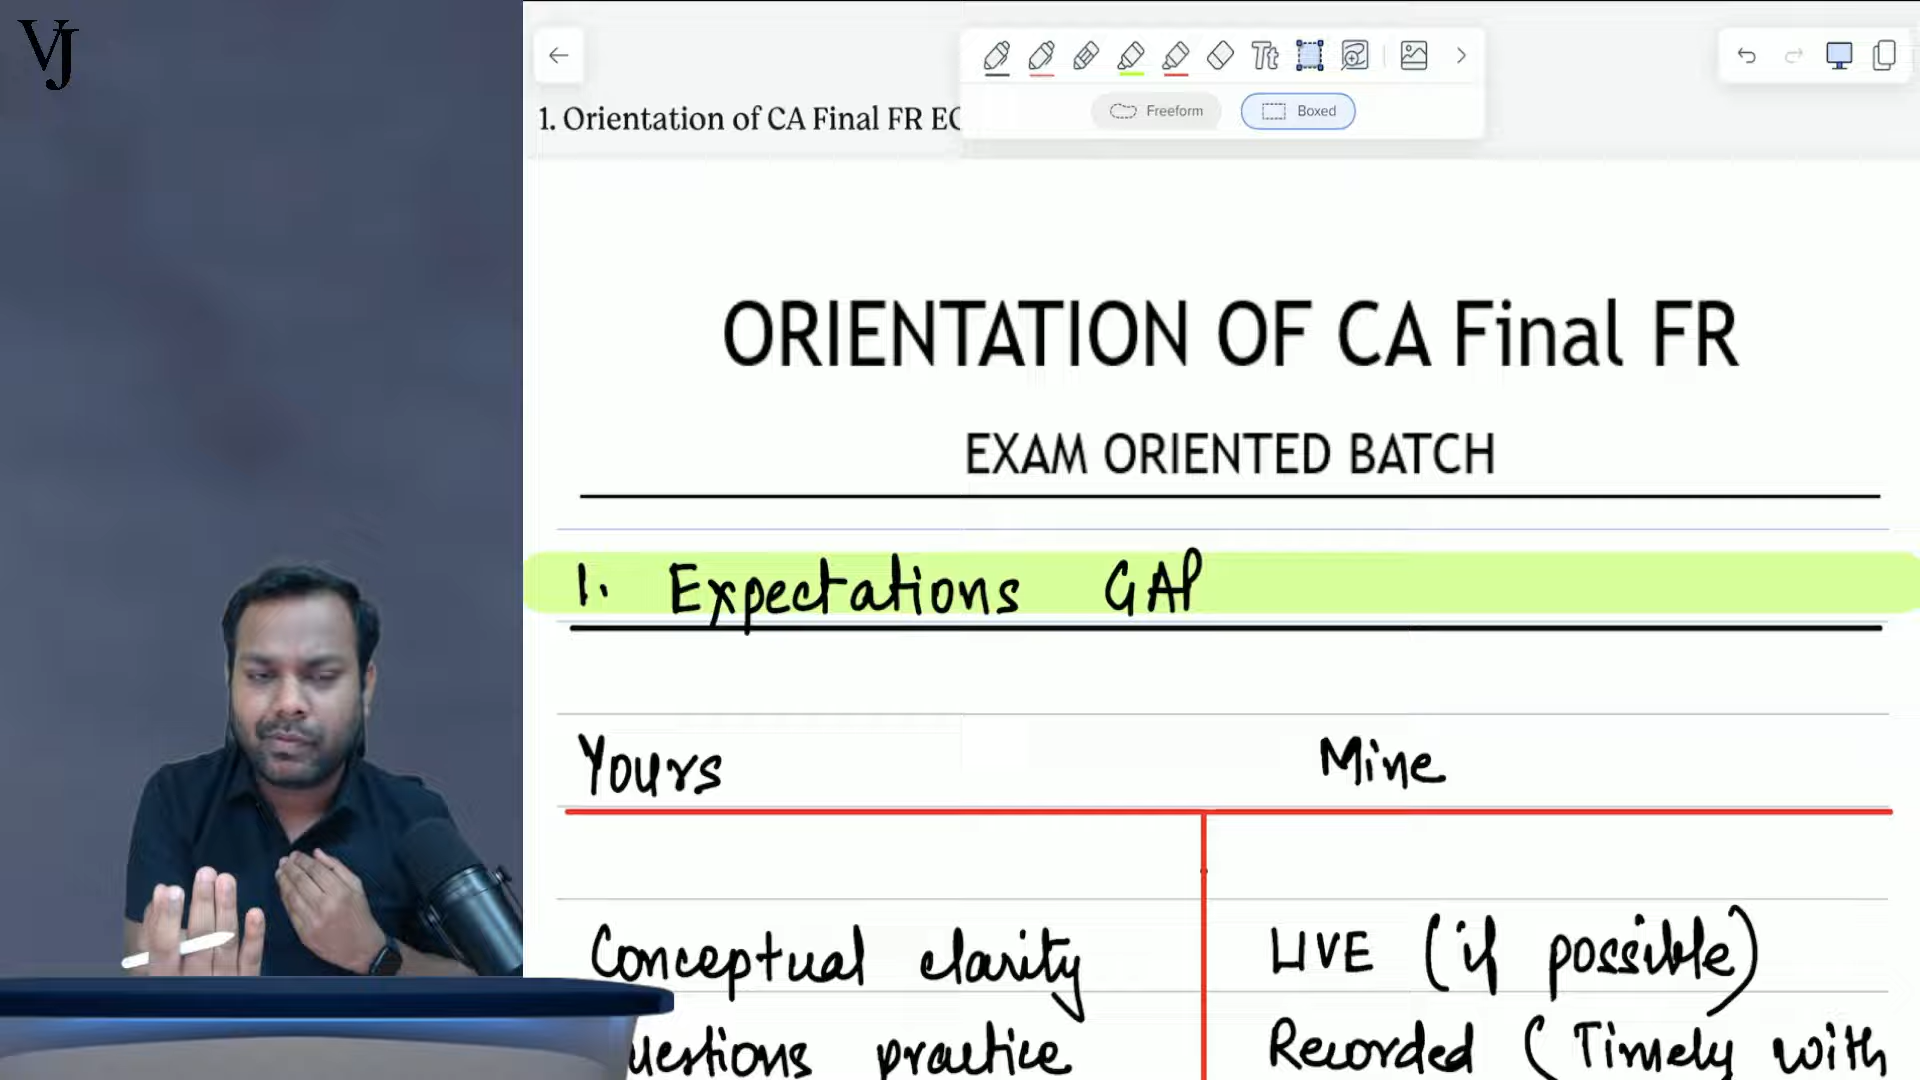 VJ
1. Orientation of CA Final FR EO
Freeform
Boxed
ORIENTATION OF CA Final FR
EXAM ORIENTED BATCH
1. Expectations GAP
Yours Mine
Conceptual clarity LIVE (if possible)
uestions practice Recorded (Timely with